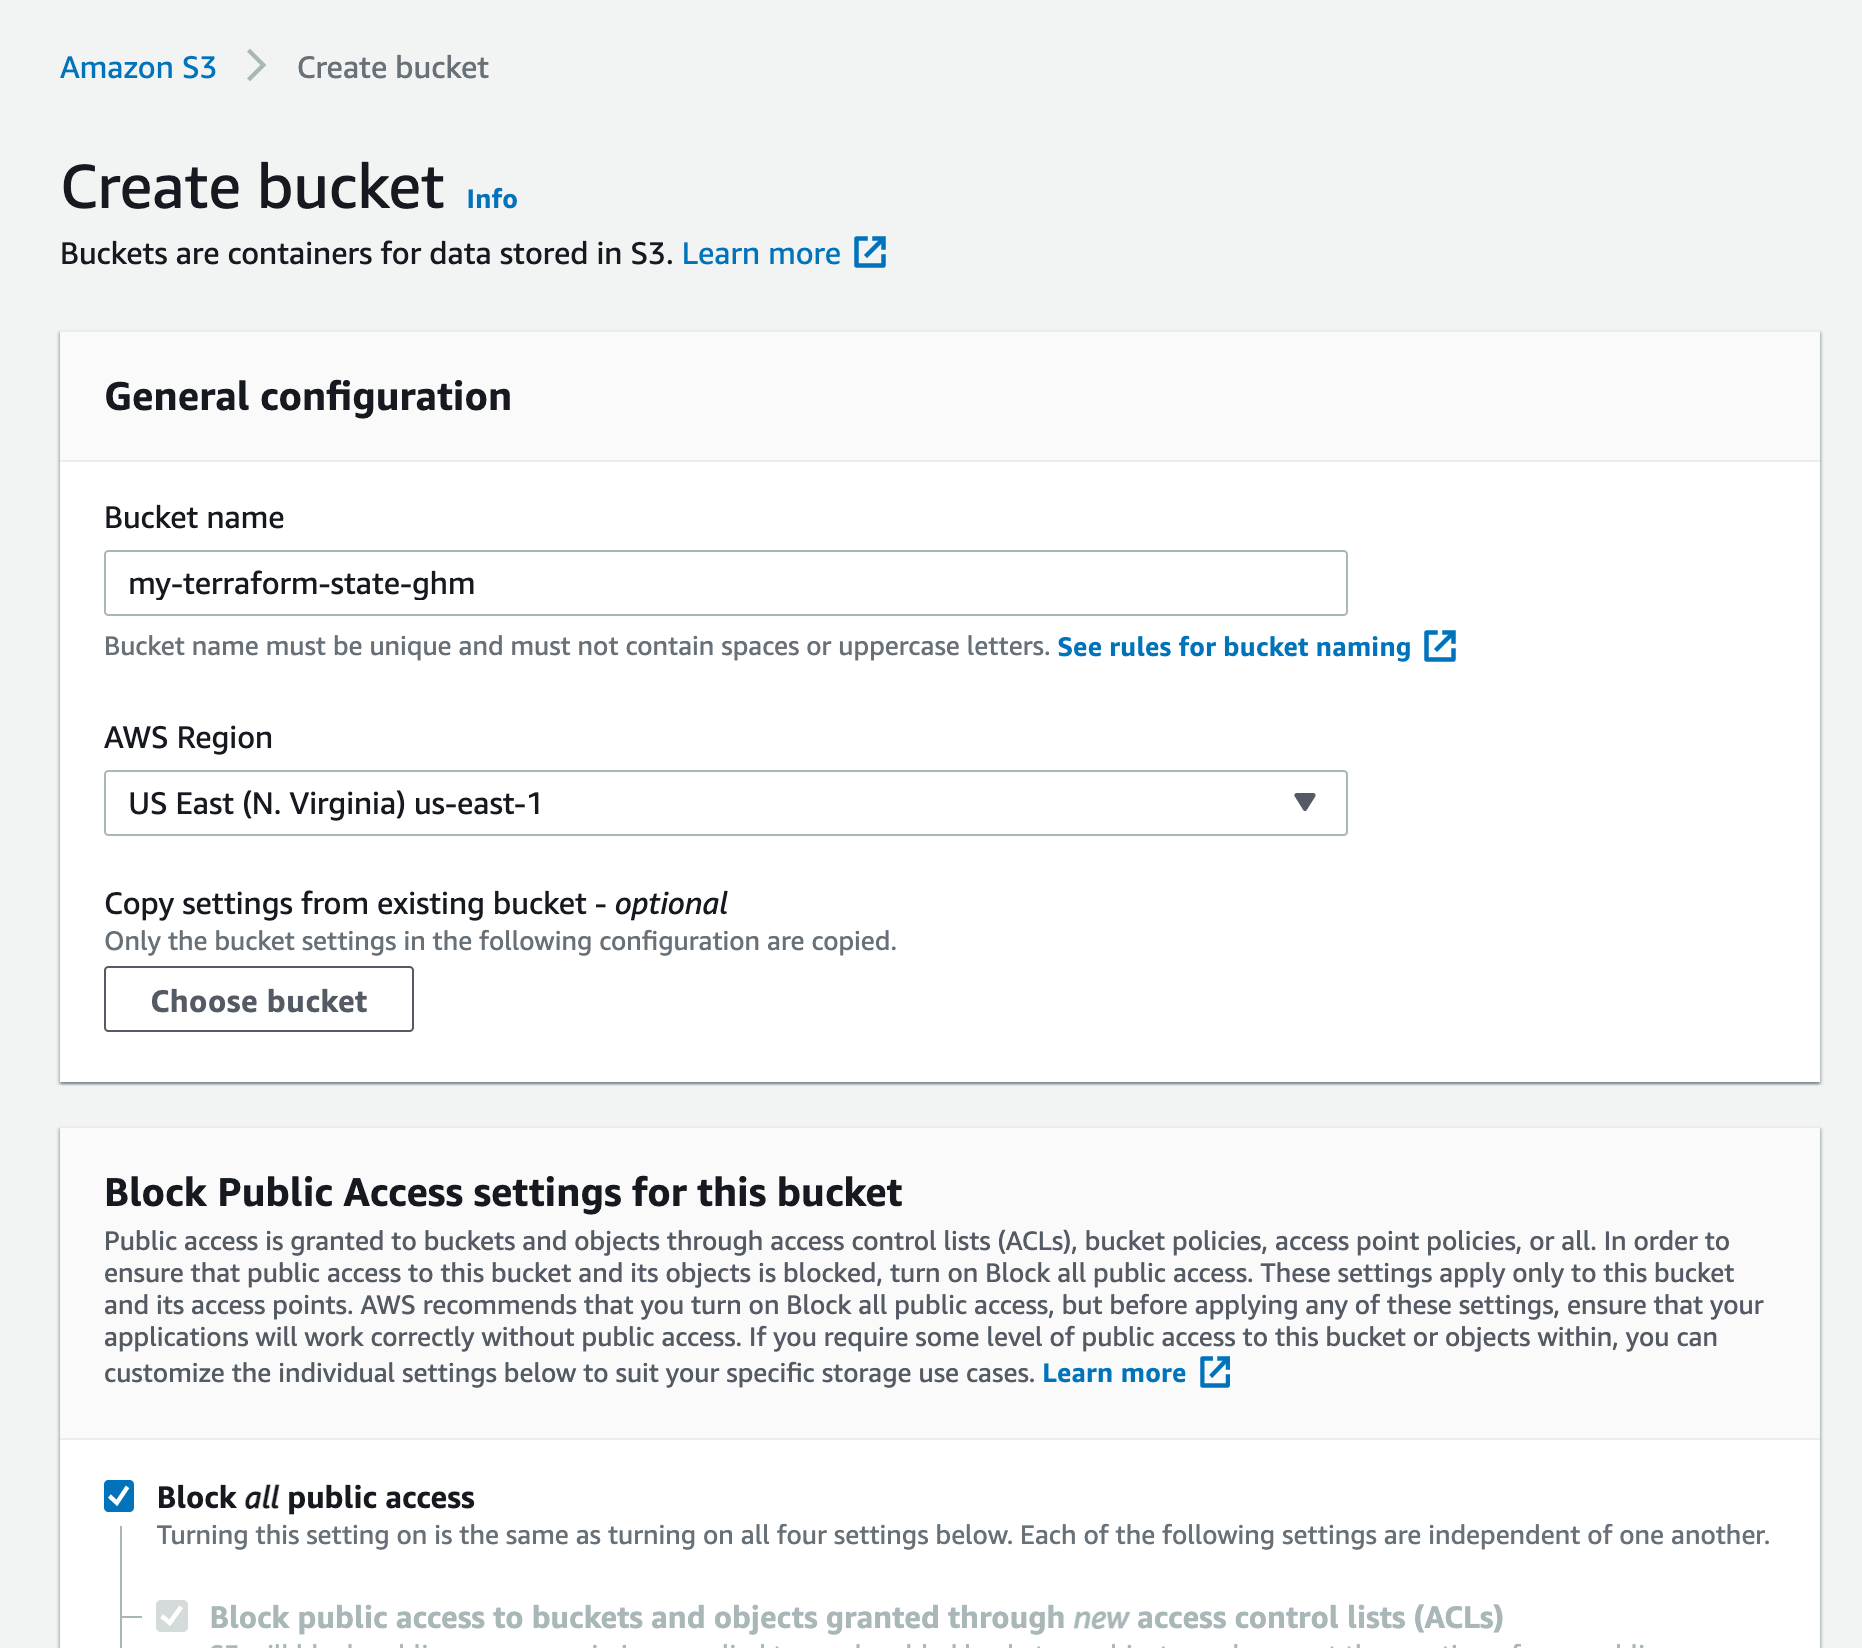 Amazon S3 > Create bucket
Create bucket Info
Buckets are containers for data stored in S3. Learn more
General configuration
Bucket name
my-terraform-state-ghm
Bucket name must be unique and must not contain spaces or uppercase letters. See rules for bucket naming
AWS Region
US East (N. Virginia) us-east-1
Copy settings from existing bucket - optional
Only the bucket settings in the following configuration are copied.
Choose bucket
Block Public Access settings for this bucket
Public access is granted to buckets and objects through access control lists (ACLs), bucket policies, access point policies, or all. In order to
ensure that public access to this bucket and its objects is blocked, turn on Block all public access. These settings apply only to this bucket
and its access points. AWS recommends that you turn on Block all public access, but before applying any of these settings, ensure that your
applications will work correctly without public access. If you require some level of public access to this bucket or objects within, you can
customize the individual settings below to suit your specific storage use cases. Learn more
Block all public access
Turning this setting on is the same as turning on all four settings below. Each of the following settings are independent of one another.
Block public access to buckets and objects granted through new access control lists (ACLs)